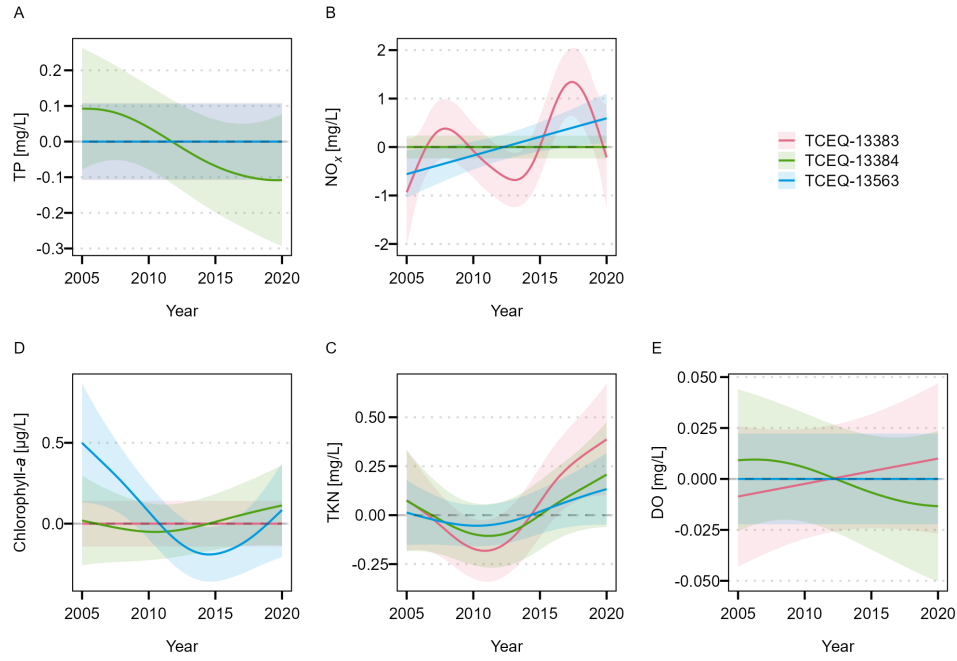 A
B
TP [mg/L]
0.2
0.1
0.0
-0.1
-0.2
-0.3
2005 2010 2015 2020
Year
NOx [mg/L]
2
1
0
-1
-2
2005 2010 2015 2020
Year
TCEQ-13383
TCEQ-13384
TCEQ-13563
D
C
E
Chlorophyll-a [µg/L]
0.5
0.0
2005 2010 2015 2020
Year
TKN [mg/L]
0.50
0.25
0.00
-0.25
2005 2010 2015 2020
Year
DO [mg/L]
0.050
0.025
0.000
-0.025
-0.050
2005 2010 2015 2020
Year